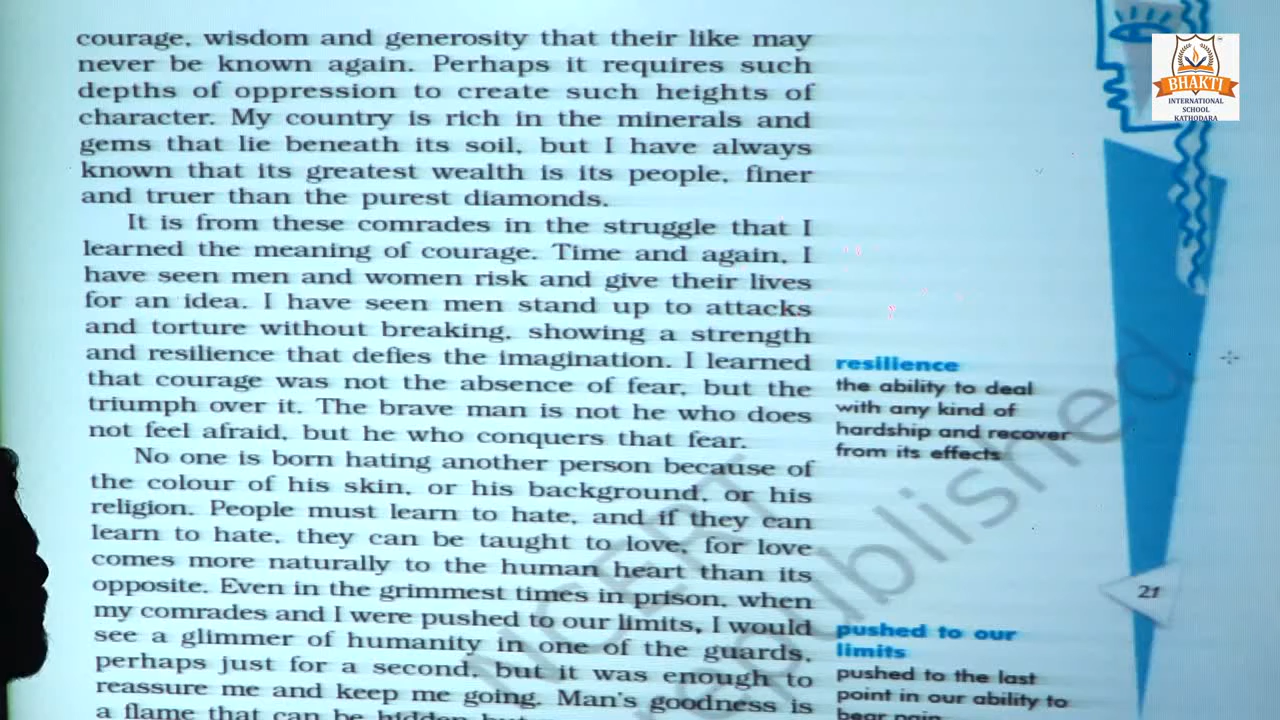 courage, wisdom and generosity that their like may
never be known again. Perhaps it requires such
depths of oppression to create such heights of
character. My country is rich in the minerals and
gems that lie beneath its soil, but I have always
known that its greatest wealth is its people, finer
and truer than the purest diamonds.
It is from these comrades in the struggle that I
learned the meaning of courage. Time and again, I
have seen men and women risk and give their lives
for an idea. I have seen men stand up to attacks
and torture without breaking, showing a strength
and resilience that defies the imagination. I learned
that courage was not the absence of fear, but the
triumph over it. The brave man is not he who does
not feel afraid, but he who conquers that fear.
No one is born hating another person because of
the colour of his skin, or his background, or his
religion. People must learn to hate, and if they can
learn to hate, they can be taught to love, for love
comes more naturally to the human heart than its
opposite. Even in the grimmest times in prison, when
my comrades and I were pushed to our limits, I would
see a glimmer of humanity in one of the guards,
perhaps just for a second, but it was enough to
reassure me and keep me going. Man's goodness is
a flame that can be hidden
resilience
the ability to deal
with any kind of
hardship and recover
from its effects
pushed to our
limits
pushed to the last
point in our ability to
bear pain
21
NCERT
republished
BHAKTI
INTERNATIONAL
SCHOOL
KATHODARA